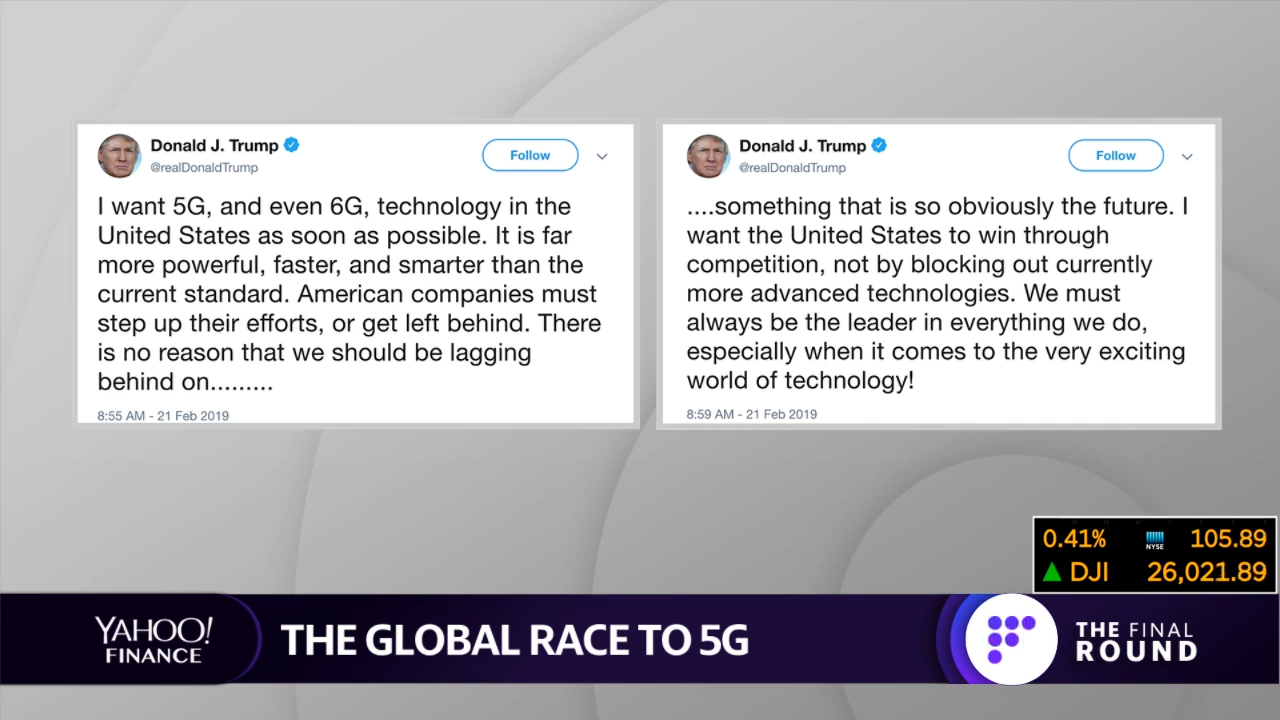 Donald J. Trump
@realDonaldTrump
Follow
I want 5G, and even 6G, technology in the
United States as soon as possible. It is far
more powerful, faster, and smarter than the
current standard. American companies must
step up their efforts, or get left behind. There
is no reason that we should be lagging
behind on.........
8:55 AM - 21 Feb 2019
Donald J. Trump
@realDonaldTrump
Follow
....something that is so obviously the future. I
want the United States to win through
competition, not by blocking out currently
more advanced technologies. We must
always be the leader in everything we do,
especially when it comes to the very exciting
world of technology!
8:59 AM - 21 Feb 2019
0.41% NYSE 105.89
DJI 26,021.89
YAHOO!
FINANCE
THE GLOBAL RACE TO 5G
THE FINAL
ROUND